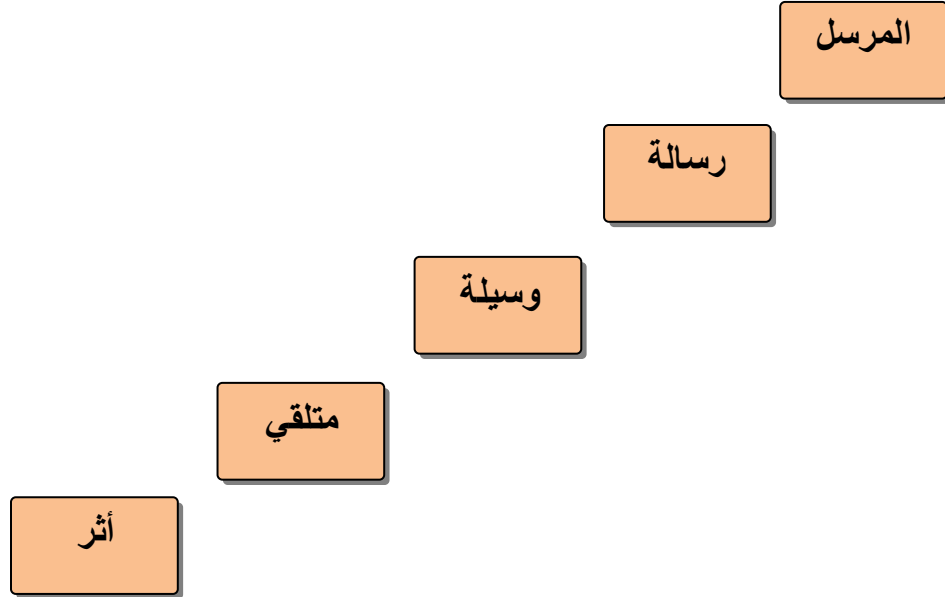 المرسل
رسالة
وسيلة
متلقي
أثر